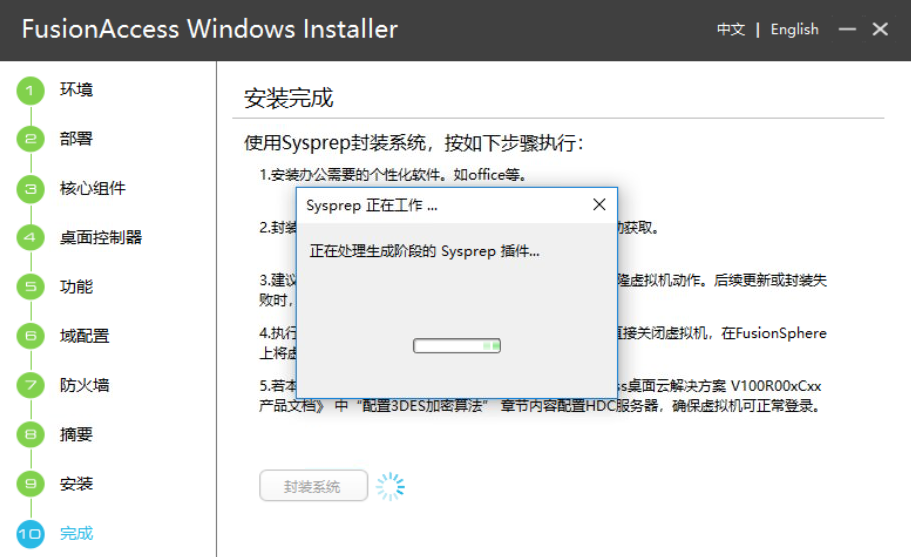 FusionAccess Windows Installer
中文 | English
1 环境
2 部署
3 核心组件
4 桌面控制器
5 功能
6 域配置
7 防火墙
8 摘要
9 安装
10 完成
安装完成
使用Sysprep封装系统，按如下步骤执行：
1.安装办公需要的个性化软件。如office等。
2.封装 动获取。
3.建议 隆虚拟机动作。后续更新或封装失
败时，
4.执行 直接关闭虚拟机，在FusionSphere
上将虚
5.若本 ss桌面云解决方案 V100R00xCxx
产品文档》 中“配置3DES加密算法” 章节内容配置HDC服务器，确保虚拟机可正常登录。
Sysprep 正在工作 ...
正在处理生成阶段的 Sysprep 插件...
封装系统